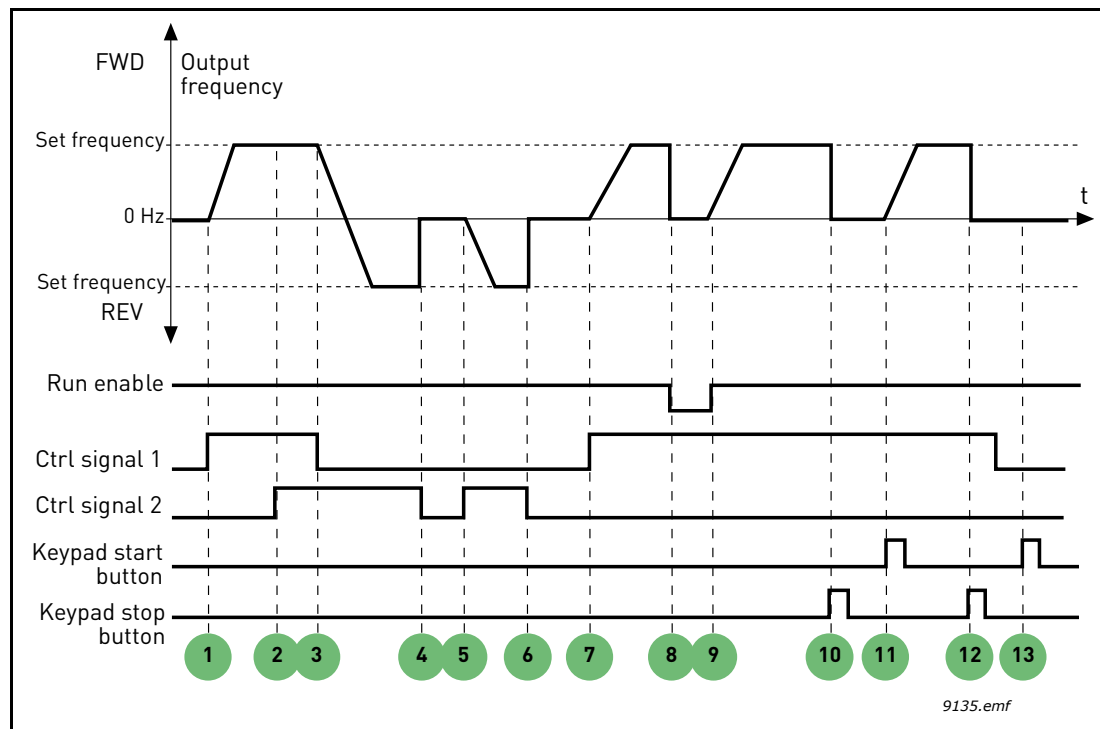 FWD
Output
frequency
Set frequency
0 Hz
t
Set frequency
REV
Run enable
Ctrl signal 1
Ctrl signal 2
Keypad start
button
Keypad stop
button
1 2 3 4 5 6 7 8 9 10 11 12 13
9135.emf